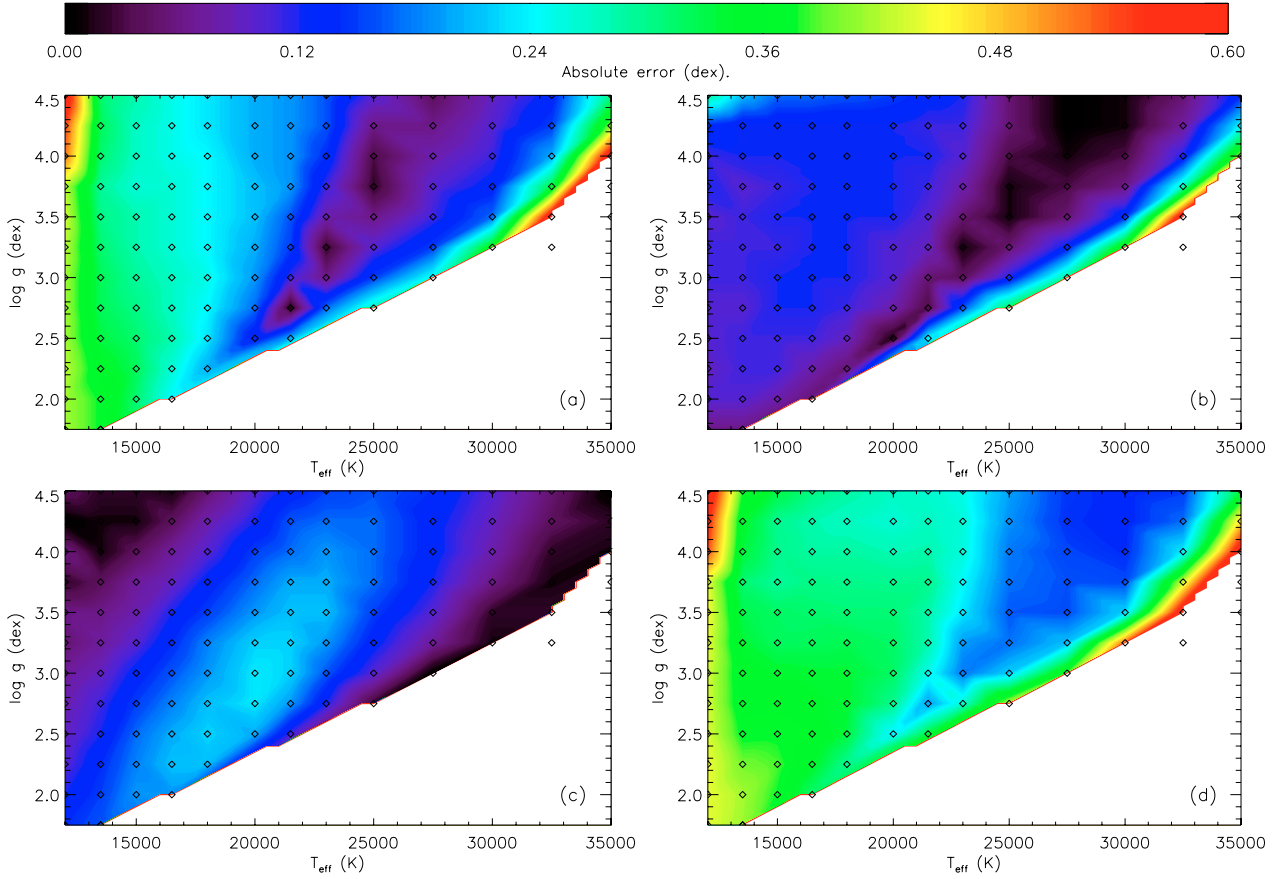 0.00 0.12 0.24 0.36 0.48 0.60
Absolute error (dex).
4.5
4.0
3.5
3.0
2.5
2.0
log g (dex)
(a)
15000 20000 25000 30000 35000
T_eff (K)
4.5
4.0
3.5
3.0
2.5
2.0
log g (dex)
(b)
15000 20000 25000 30000 35000
T_eff (K)
4.5
4.0
3.5
3.0
2.5
2.0
log g (dex)
(c)
15000 20000 25000 30000 35000
T_eff (K)
4.5
4.0
3.5
3.0
2.5
2.0
log g (dex)
(d)
15000 20000 25000 30000 35000
T_eff (K)